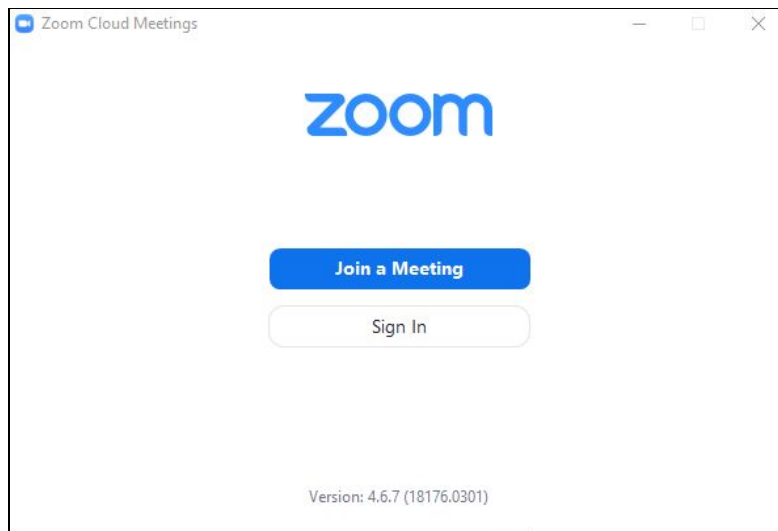 Zoom Cloud Meetings
zoom
Join a Meeting
Sign In
Version: 4.6.7 (18176.0301)